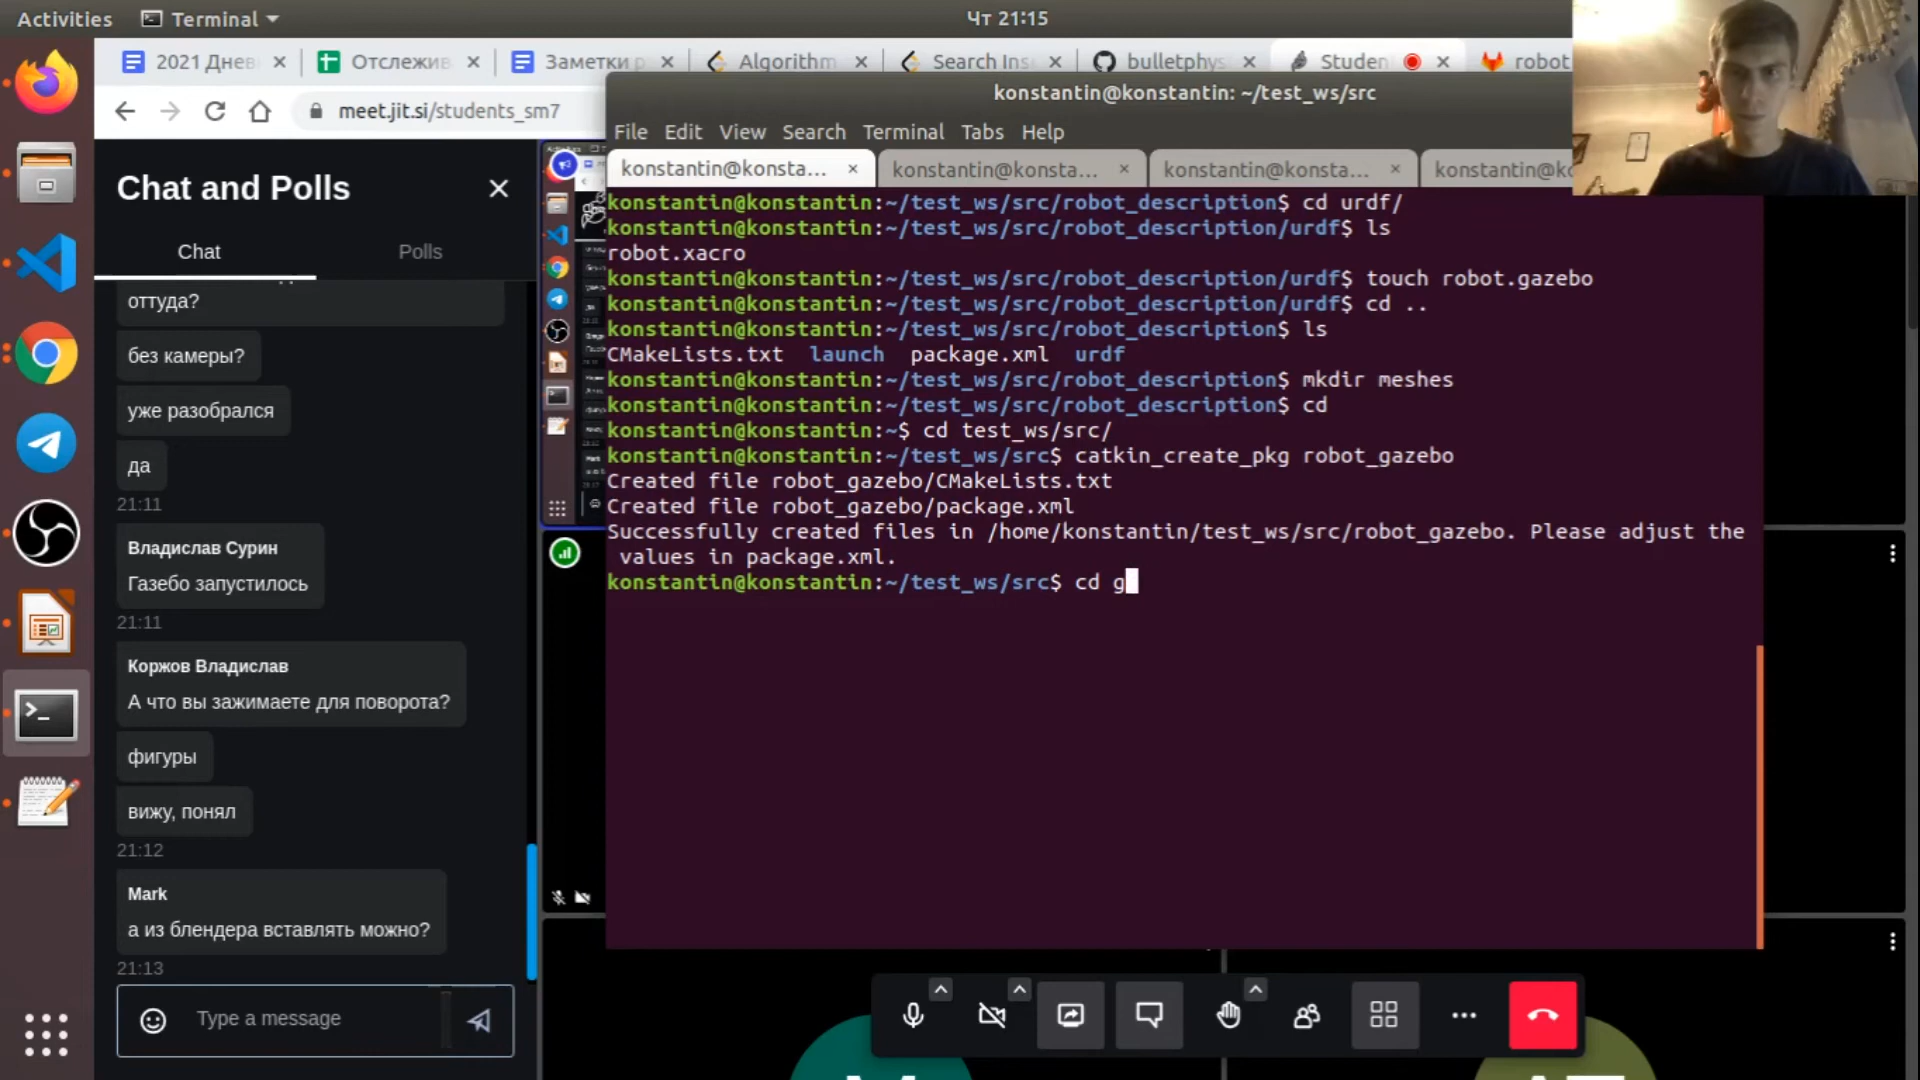 Activities
Terminal
Чт 21:15
2021 Днев
Отслежив
Заметки р
Algorithm
Search Ins
bulletphys
Studen
robot
meet.jit.si/students_sm7
konstantin@konstantin: ~/test_ws/src
File Edit View Search Terminal Tabs Help
konstantin@konsta...
konstantin@konsta...
konstantin@konsta...
konstantin@ko
Chat and Polls
Chat
Polls
оттуда?
без камеры?
уже разобрался
да
21:11
Владислав Сурин
Газебо запустилось
21:11
Коржов Владислав
А что вы зажимаете для поворота?
фигуры
вижу, понял
21:12
Mark
а из блендера вставлять можно?
21:13
Type a message
konstantin@konstantin:~/test_ws/src/robot_description$ cd urdf/
konstantin@konstantin:~/test_ws/src/robot_description/urdf$ ls
robot.xacro
konstantin@konstantin:~/test_ws/src/robot_description/urdf$ touch robot.gazebo
konstantin@konstantin:~/test_ws/src/robot_description/urdf$ cd ..
konstantin@konstantin:~/test_ws/src/robot_description$ ls
CMakeLists.txt launch package.xml urdf
konstantin@konstantin:~/test_ws/src/robot_description$ mkdir meshes
konstantin@konstantin:~/test_ws/src/robot_description$ cd
konstantin@konstantin:~$ cd test_ws/src/
konstantin@konstantin:~/test_ws/src$ catkin_create_pkg robot_gazebo
Created file robot_gazebo/CMakeLists.txt
Created file robot_gazebo/package.xml
Successfully created files in /home/konstantin/test_ws/src/robot_gazebo. Please adjust the
values in package.xml.
konstantin@konstantin:~/test_ws/src$ cd g